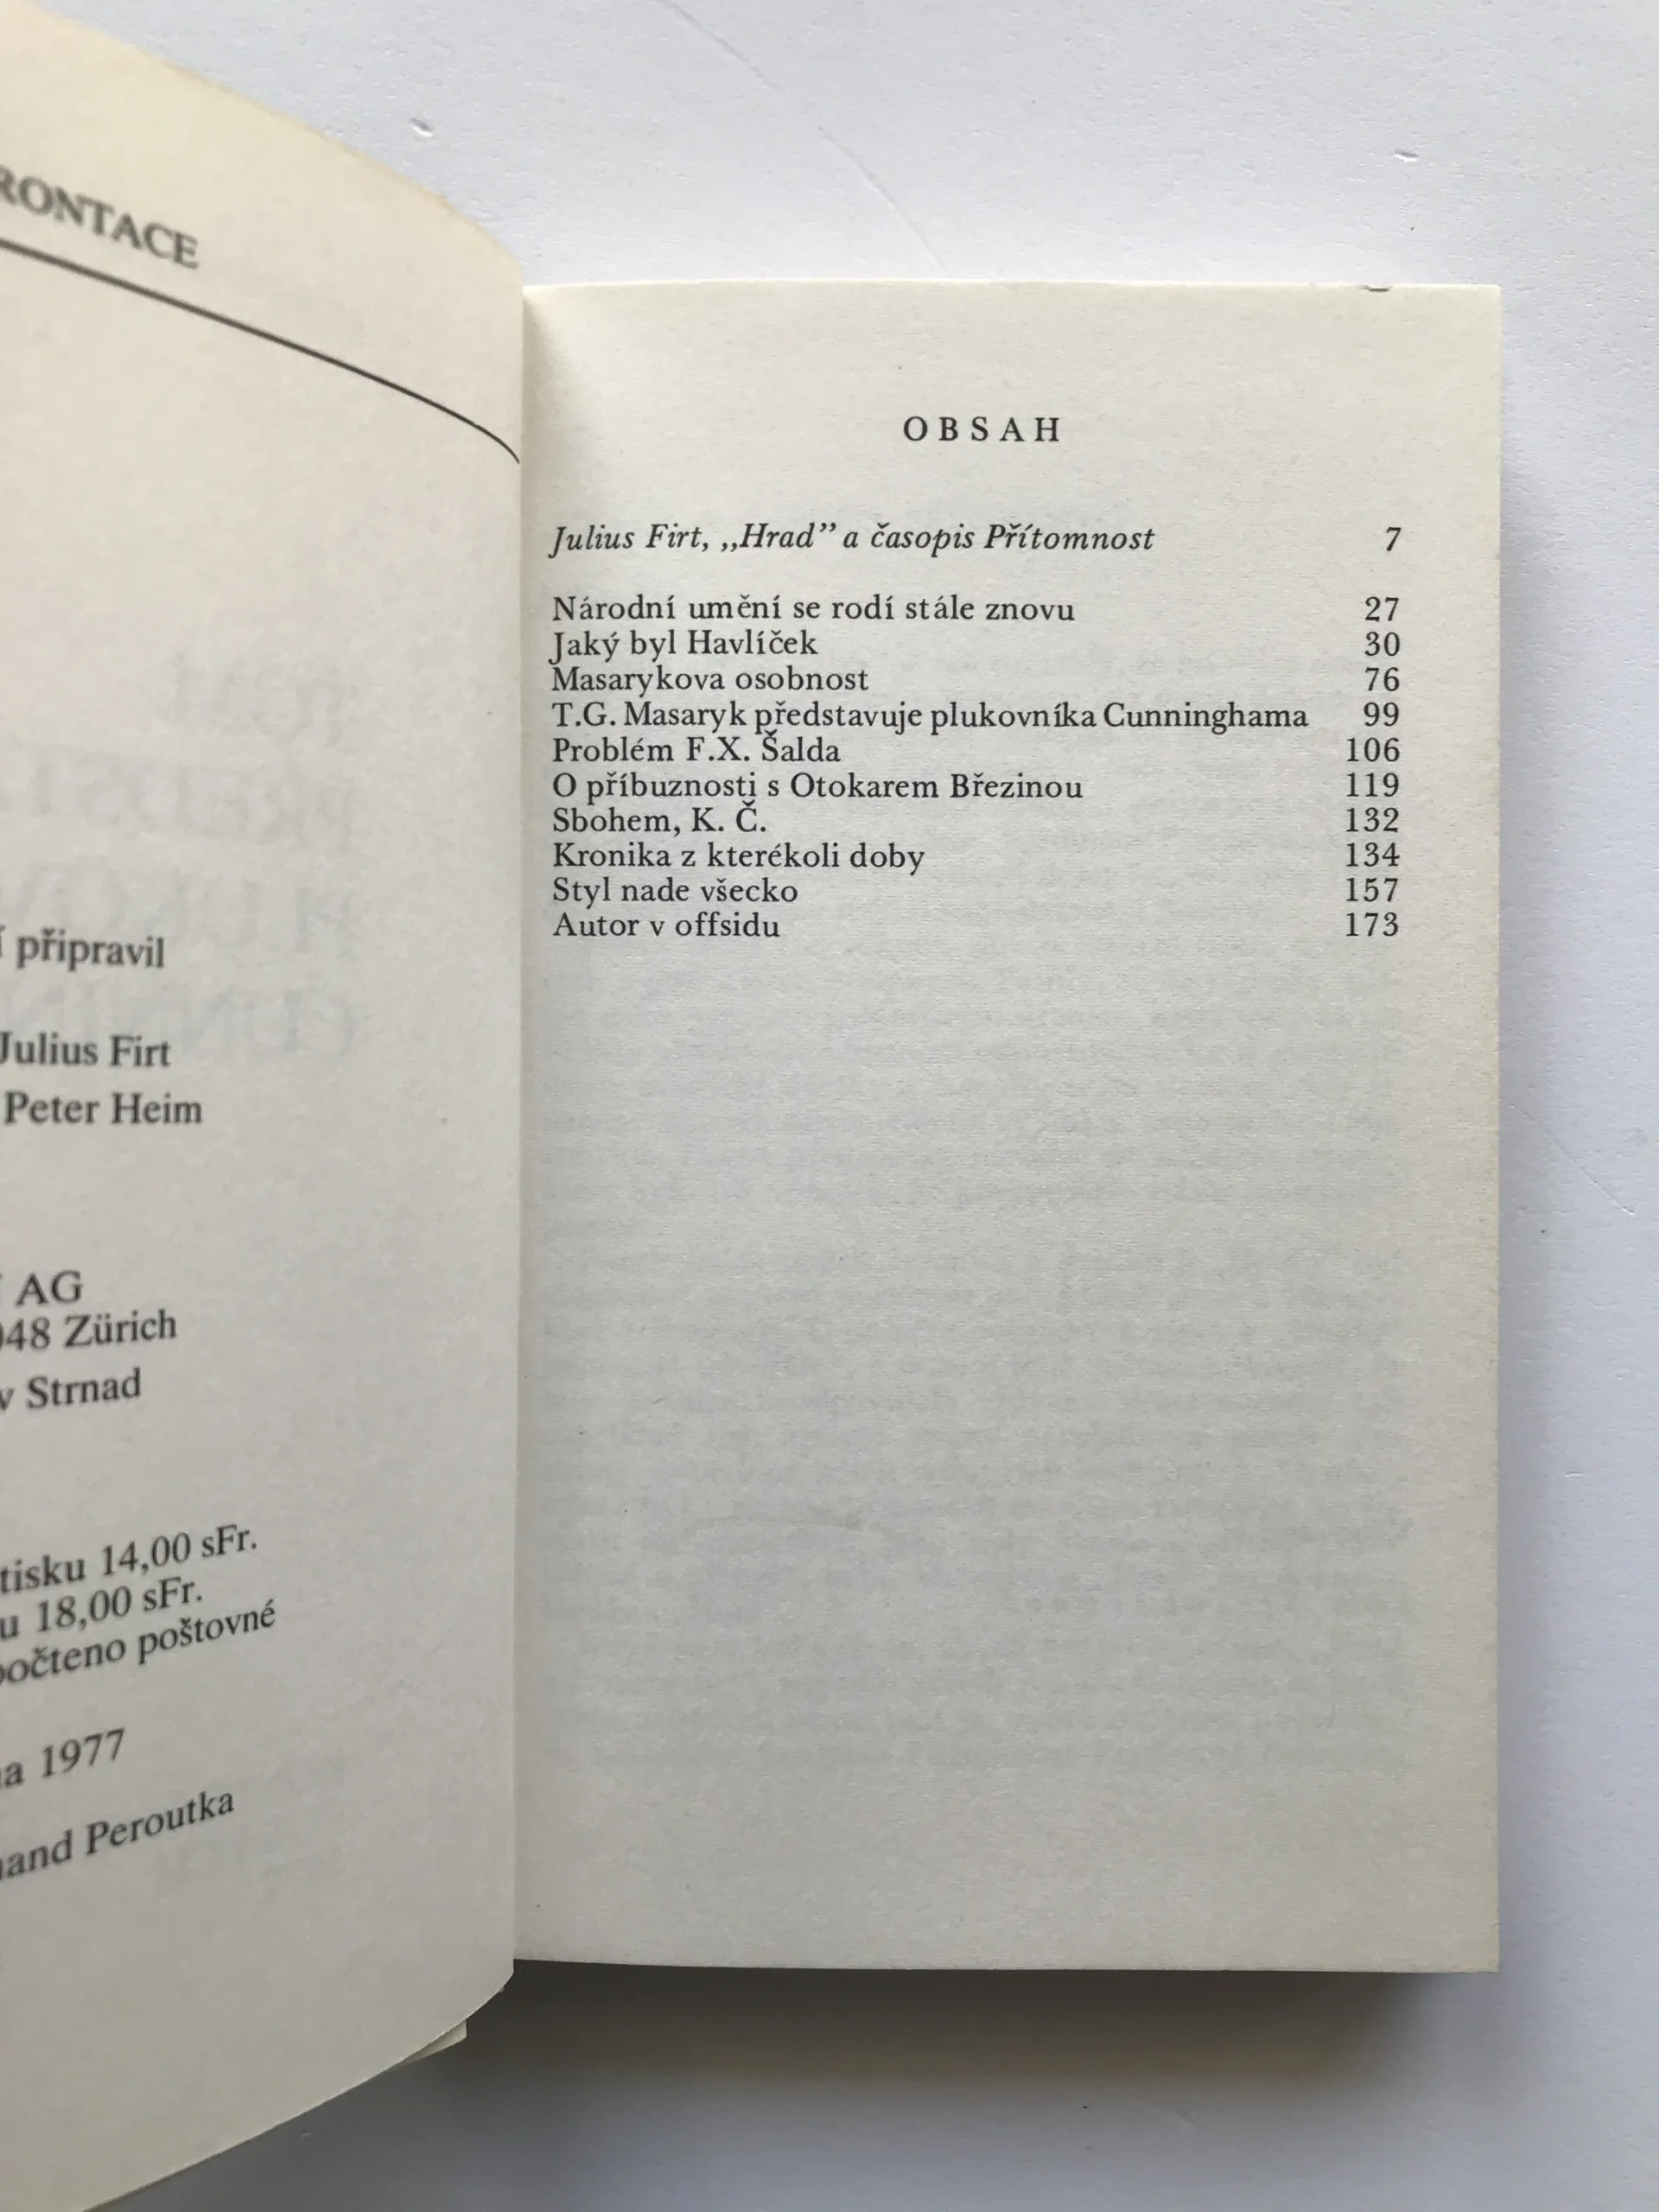 připravil
Julius Firt
Peter Heim
AG
Zürich
Strnad
14,00 sFr.
18,00 sFr.
poštovné
1977
Peroutka
OBSAH
Julius Firt, „Hrad” a časopis Přítomnost 7
Národní umění se rodí stále znovu 27
Jaký byl Havlíček 30
Masarykova osobnost 76
T.G. Masaryk představuje plukovníka Cunninghama 99
Problém F.X. Šalda 106
O příbuznosti s Otokarem Březinou 119
Sbohem, K. Č. 132
Kronika z kterékoli doby 134
Styl nade všecko 157
Autor v offsidu 173